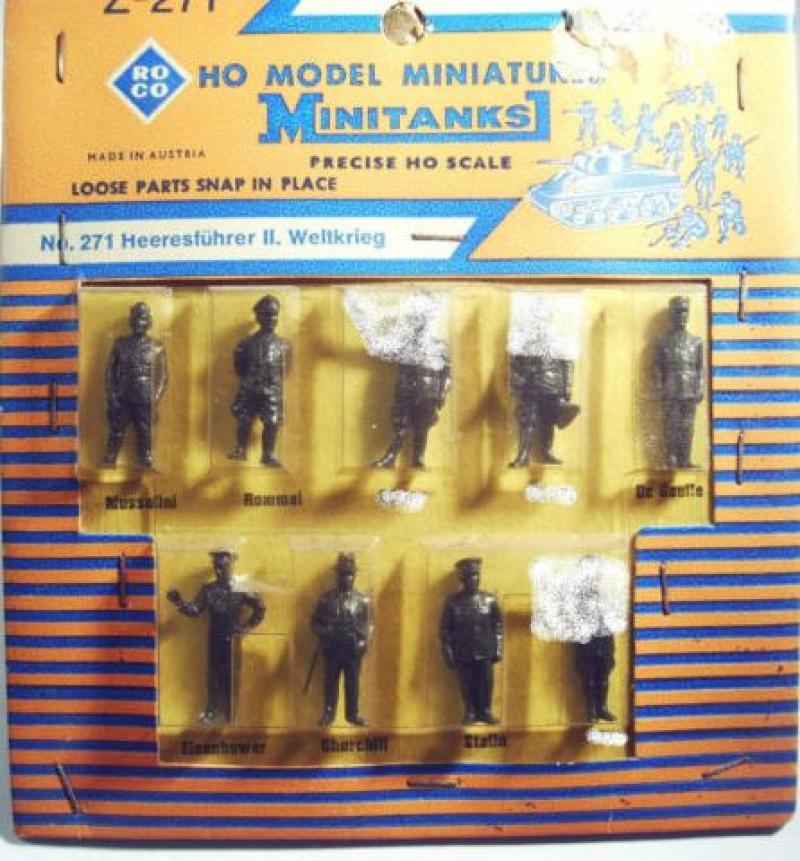 Z-271
RO
CO
HO MODEL MINIATURES
MINITANKS
MADE IN AUSTRIA
PRECISE HO SCALE
LOOSE PARTS SNAP IN PLACE
No. 271 Heeresführer II. Weltkrieg
Mussolini Rommel De Gaulle
Eisenhower Churchill Stalin